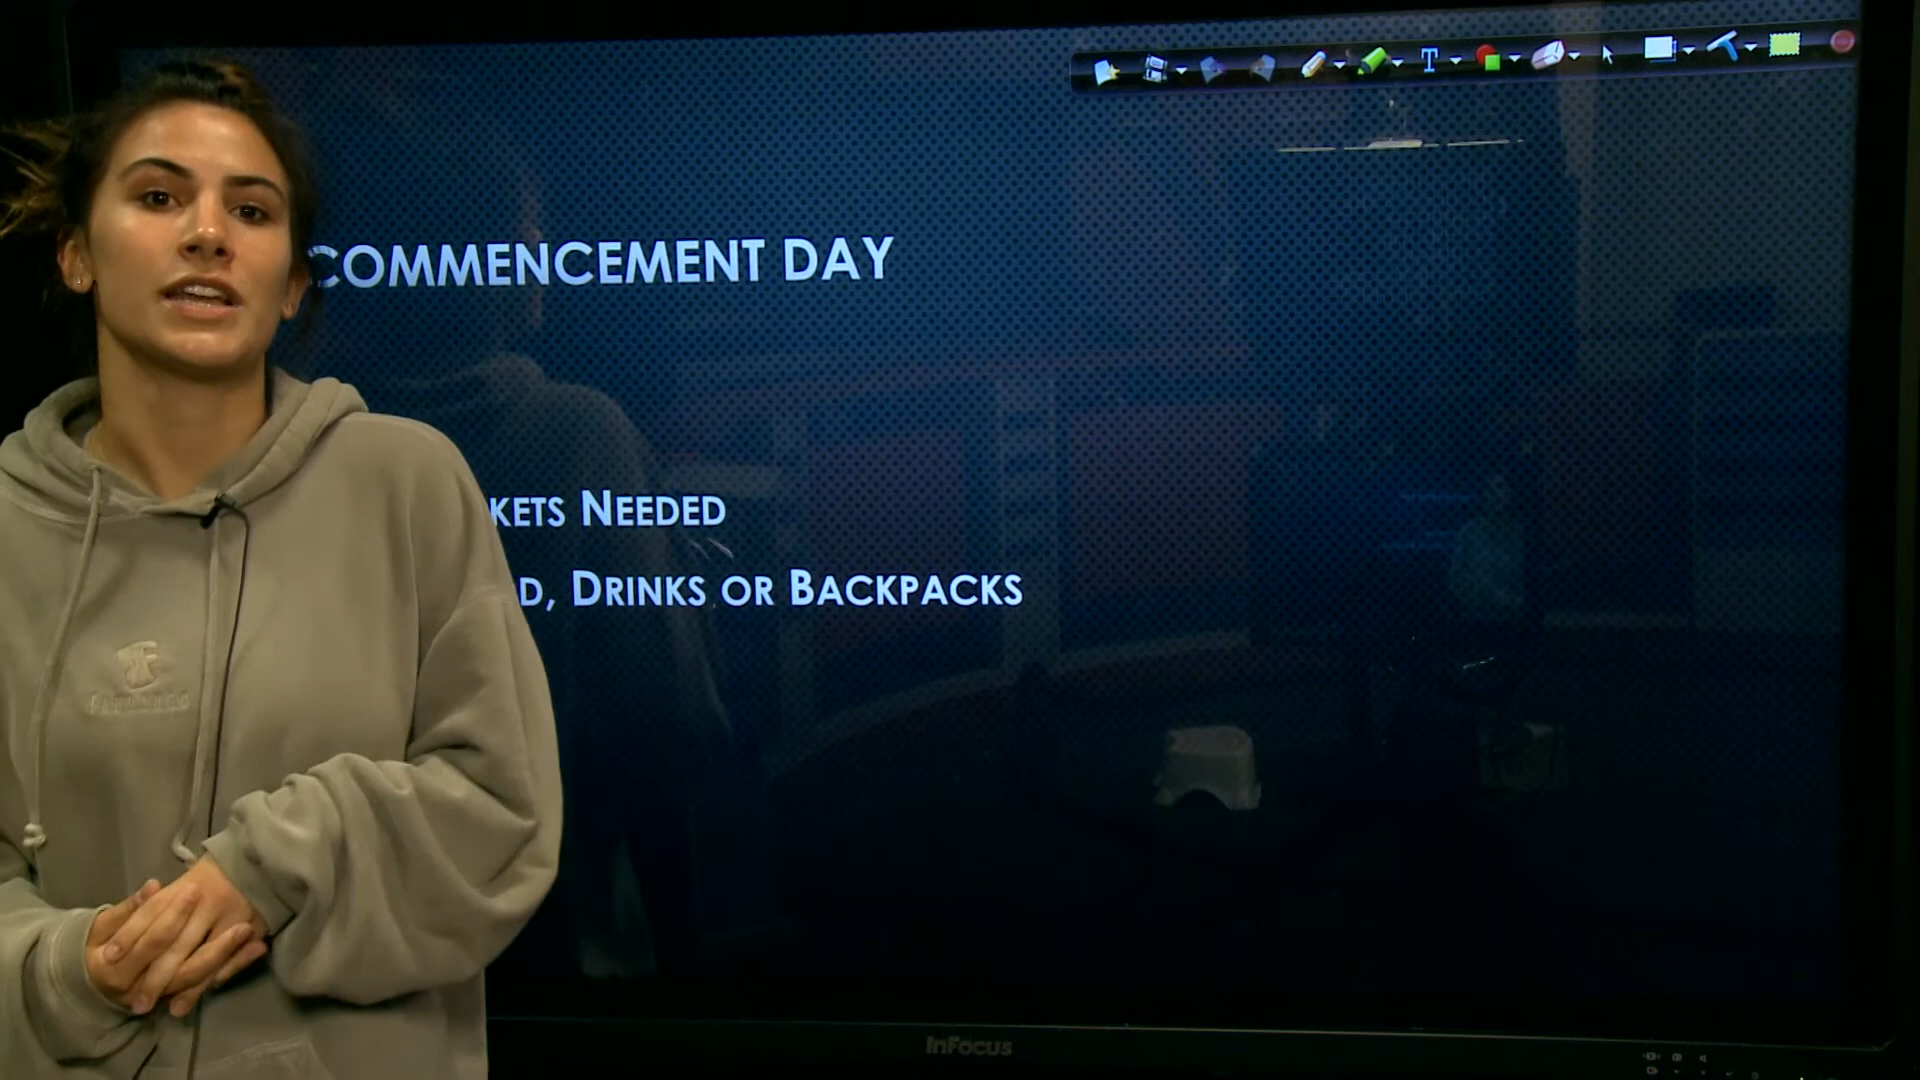 COMMENCEMENT DAY
KETS NEEDED
D, DRINKS OR BACKPACKS
InFocus